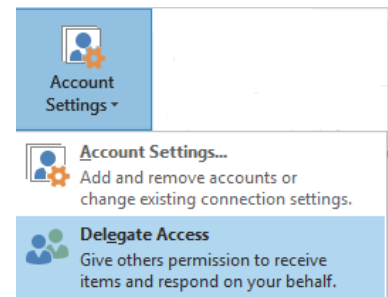 Account
Settings ▾
Account Settings...
Add and remove accounts or
change existing connection settings.
Delegate Access
Give others permission to receive
items and respond on your behalf.